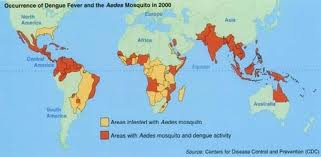 Occurrence of Dengue Fever and the Aedes Mosquito in 2000
North
America
Europe
Asia
Africa
Central
America
Equator
South
America
Australia
Areas infested with Aedes mosquito
Areas with Aedes mosquito and dengue activity
Source: Centers for Disease Control and Prevention (CDC)